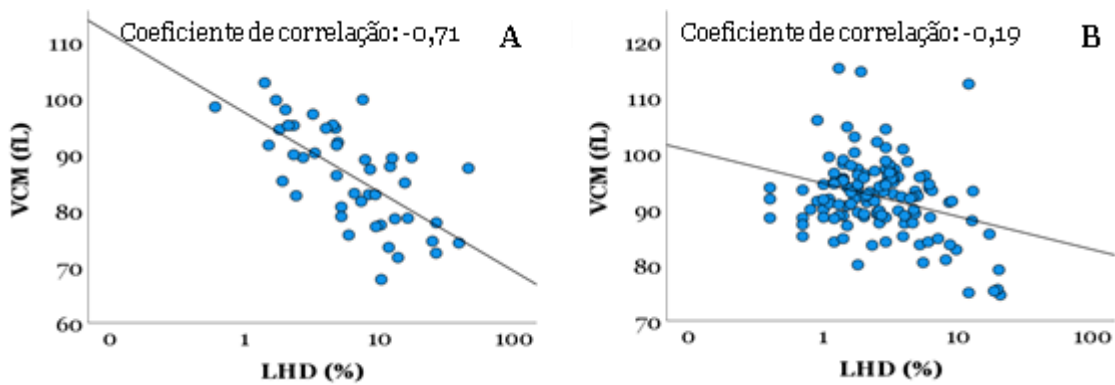 Coeficiente de correlação: -0,71 A
110
100
90
80
70
60
VCM (fL)
0 1 10 100
LHD (%)
Coeficiente de correlação: -0,19 B
120
110
100
90
80
70
VCM (fL)
0 1 10 100
LHD (%)